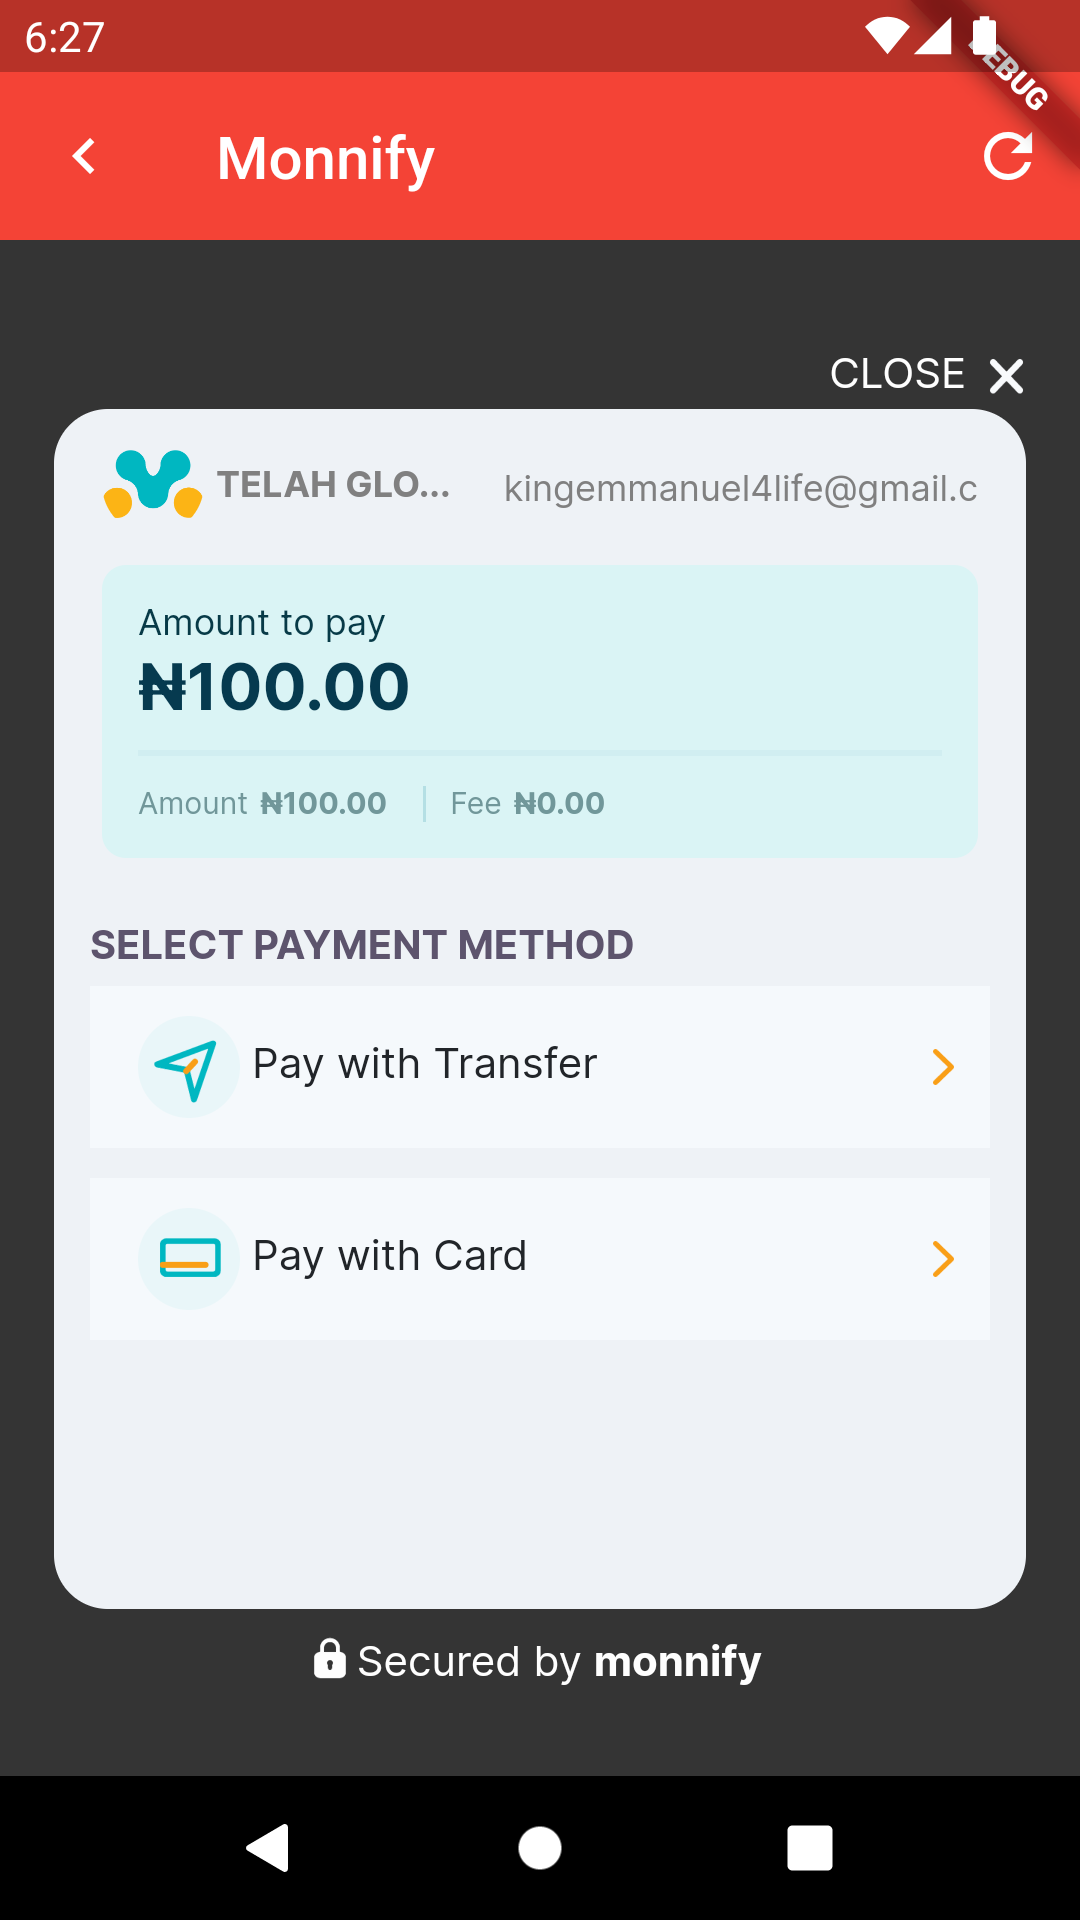 6:27
DEBUG
Monnify
CLOSE
TELAH GLO... kingemmanuel4life@gmail.c
Amount to pay
₦100.00
Amount ₦100.00 Fee ₦0.00
SELECT PAYMENT METHOD
Pay with Transfer
Pay with Card
Secured by monnify